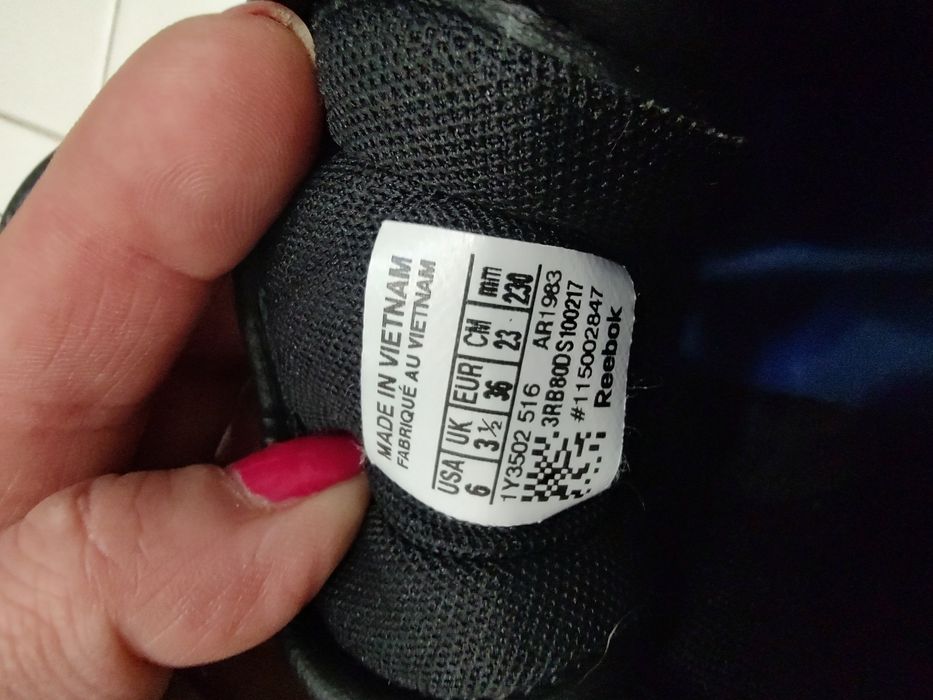 MADE IN VIETNAM
FABRIQUÉ AU VIETNAM
USA UK EUR CM mm
6 3½ 36 23 230
1Y3502 516 AR1983
3RB80DS100217
#115002847
Reebok